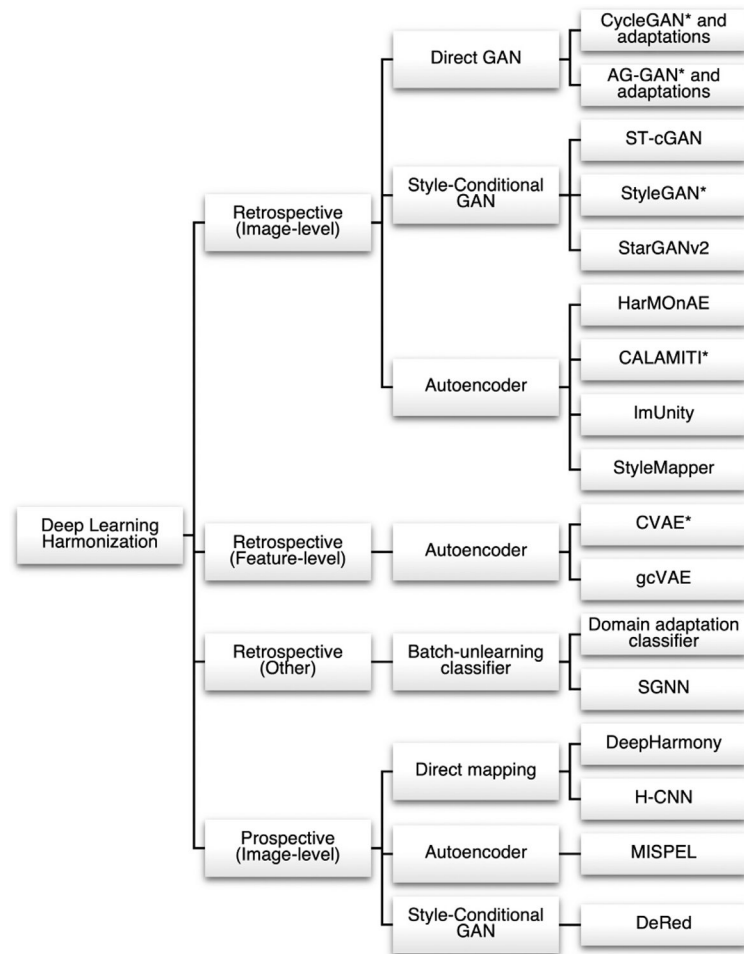 Deep Learning
Harmonization
Retrospective
(Image-level)
Direct GAN
CycleGAN* and
adaptations
AG-GAN* and
adaptations
Style-Conditional
GAN
ST-cGAN
StyleGAN*
StarGANv2
Autoencoder
HarMOnAE
CALAMITI*
ImUnity
StyleMapper
Retrospective
(Feature-level)
Autoencoder
CVAE*
gcVAE
Retrospective
(Other)
Batch-unlearning
classifier
Domain adaptation
classifier
SGNN
Prospective
(Image-level)
Direct mapping
DeepHarmony
H-CNN
Autoencoder
MISPEL
Style-Conditional
GAN
DeRed